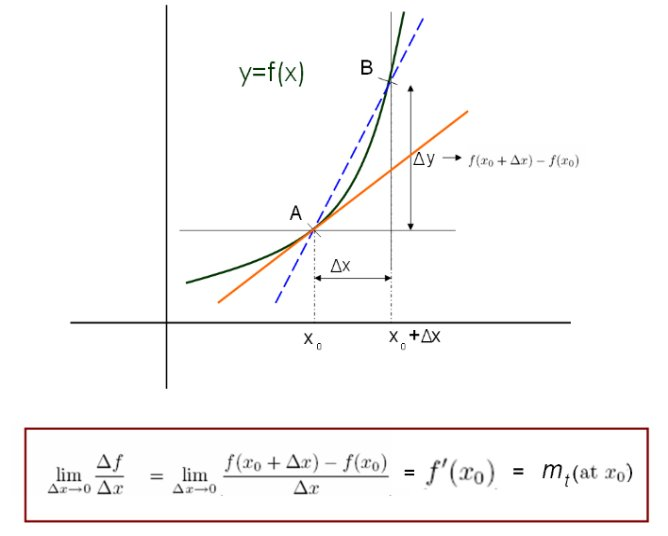 y=f(x)
B
Δy → f(x₀ + Δx) − f(x₀)
A
Δx
x₀
x₀+Δx
lim Δx→0 Δf/Δx = lim Δx→0 (f(x₀ + Δx) − f(x₀))/Δx = f′(x₀) = mₜ(at x₀)